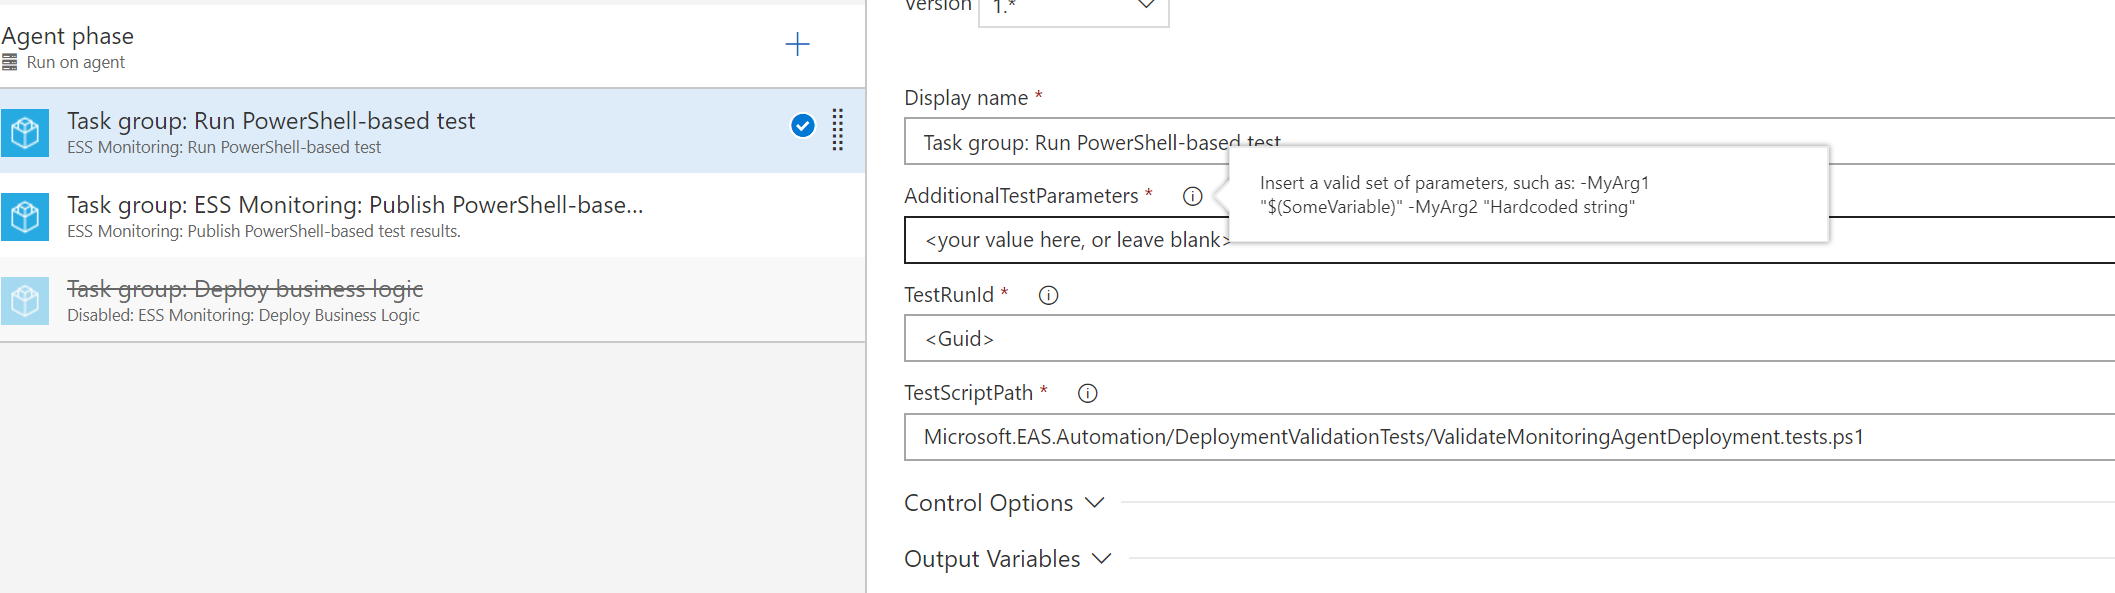 Version
1.*
Agent phase
Run on agent
Task group: Run PowerShell-based test
ESS Monitoring: Run PowerShell-based test
Task group: ESS Monitoring: Publish PowerShell-base...
ESS Monitoring: Publish PowerShell-based test results.
Task group: Deploy business logic
Disabled: ESS Monitoring: Deploy Business Logic
Display name *
Task group: Run PowerShell-based test
AdditionalTestParameters *
Insert a valid set of parameters, such as: -MyArg1
"$(SomeVariable)" -MyArg2 "Hardcoded string"
<your value here, or leave blank>
TestRunId *
<Guid>
TestScriptPath *
Microsoft.EAS.Automation/DeploymentValidationTests/ValidateMonitoringAgentDeployment.tests.ps1
Control Options
Output Variables